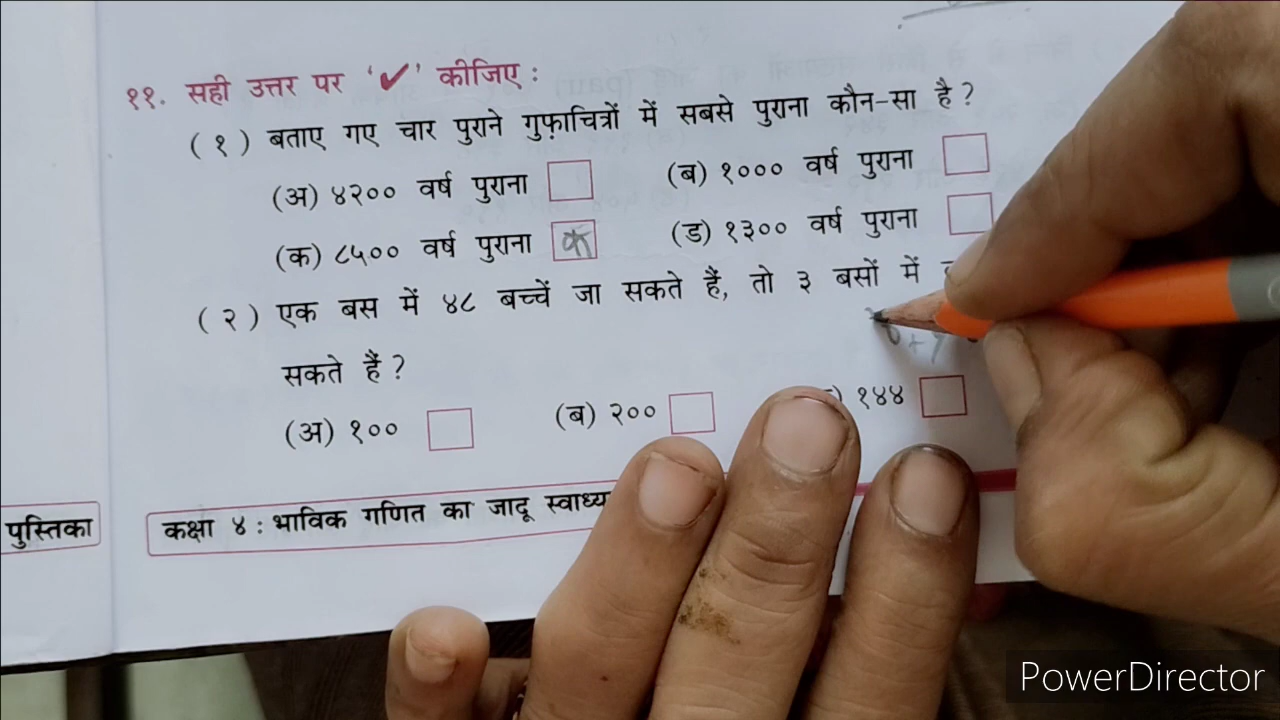 ११. सही उत्तर पर ‘✓’ कीजिए :
(१) बताए गए चार पुराने गुफ़ाचित्रों में सबसे पुराना कौन-सा है ?
(अ) ४२०० वर्ष पुराना (ब) १००० वर्ष पुराना
(क) ८५०० वर्ष पुराना क (ड) १३०० वर्ष पुराना
(२) एक बस में ४८ बच्चें जा सकते हैं, तो ३ बसों में
सकते हैं ?
(अ) १०० (ब) २०० १४४
पुस्तिका
कक्षा ४ : भाविक गणित का जादू
PowerDirector